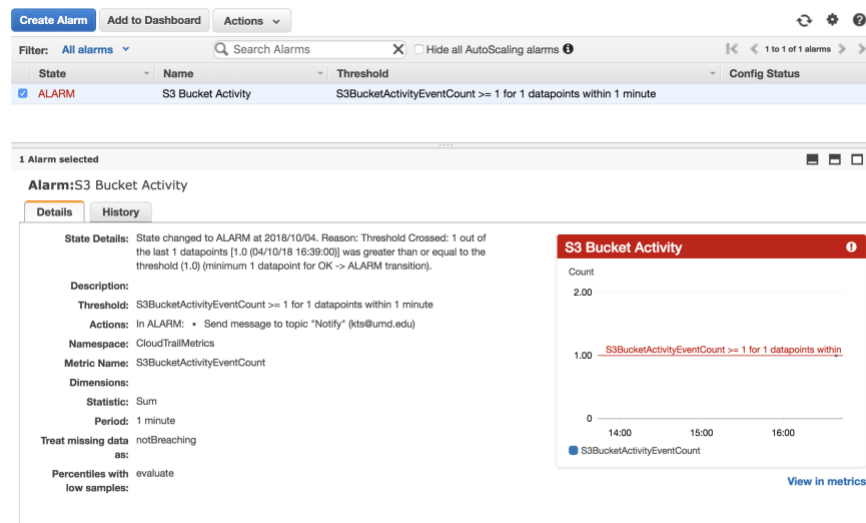 Create Alarm Add to Dashboard Actions
Filter: All alarms Search Alarms Hide all AutoScaling alarms 1 to 1 of 1 alarms
State Name Threshold Config Status
ALARM S3 Bucket Activity S3BucketActivityEventCount >= 1 for 1 datapoints within 1 minute
1 Alarm selected
Alarm:S3 Bucket Activity
Details History
State Details: State changed to ALARM at 2018/10/04. Reason: Threshold Crossed: 1 out of
the last 1 datapoints [1.0 (04/10/18 16:39:00)] was greater than or equal to the
threshold (1.0) (minimum 1 datapoint for OK -> ALARM transition).
Description:
Threshold: S3BucketActivityEventCount >= 1 for 1 datapoints within 1 minute
Actions: In ALARM: • Send message to topic "Notify" (kts@umd.edu)
Namespace: CloudTrailMetrics
Metric Name: S3BucketActivityEventCount
Dimensions:
Statistic: Sum
Period: 1 minute
Treat missing data notBreaching
as:
Percentiles with evaluate
low samples:
S3 Bucket Activity
Count
2.00
S3BucketActivityEventCount >= 1 for 1 datapoints within
1.00
0
14:00 15:00 16:00
S3BucketActivityEventCount
View in metrics